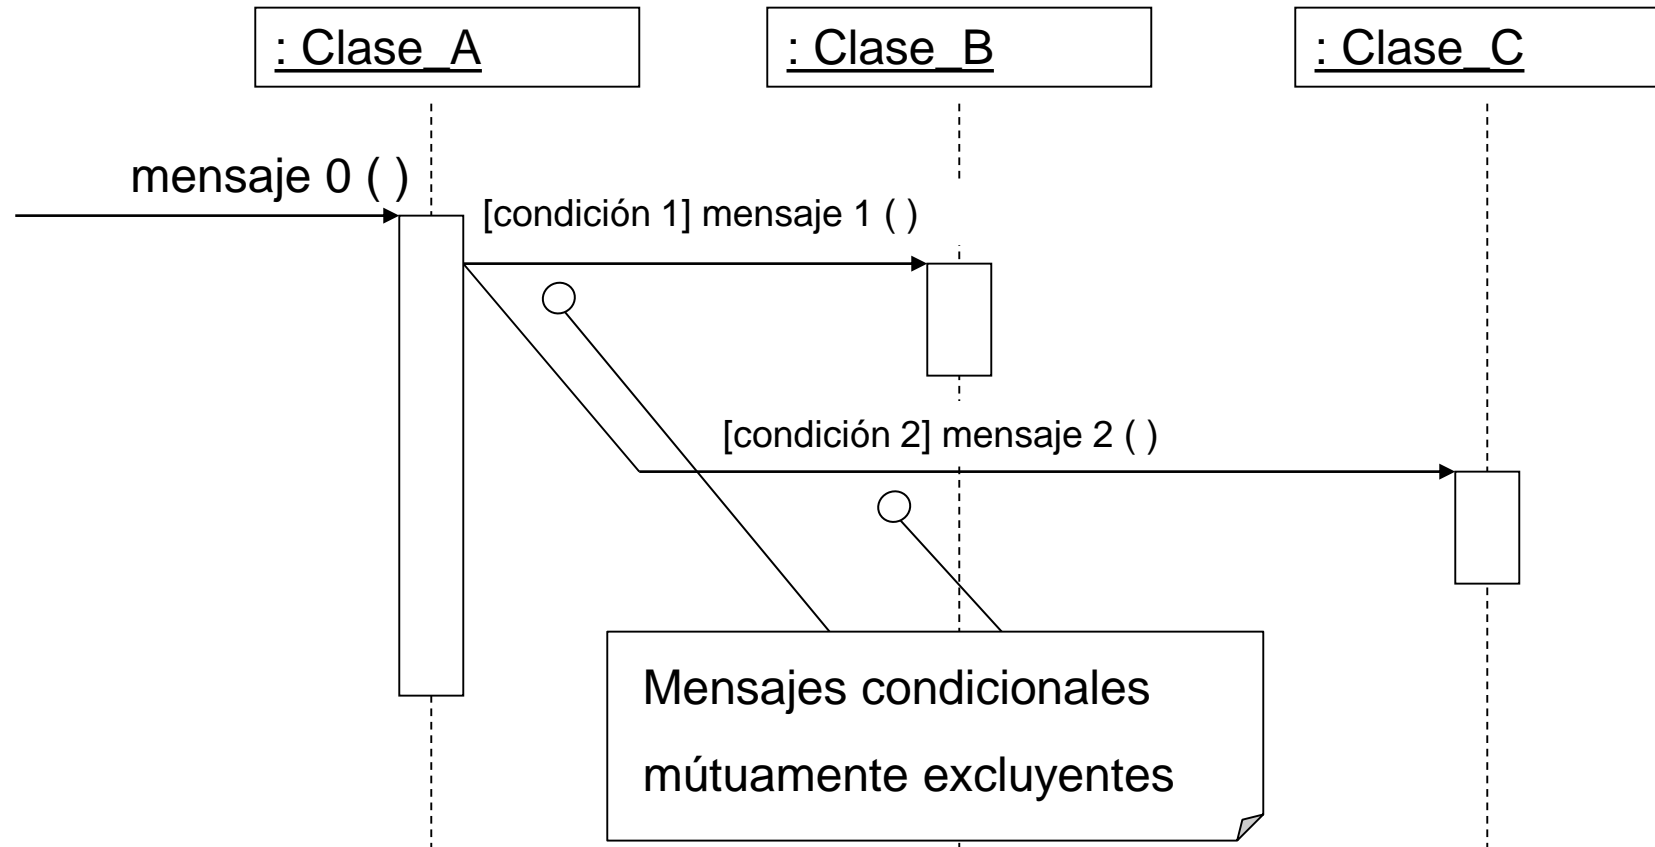 : Clase_A
: Clase_B
: Clase_C
mensaje 0 ( )
[condición 1] mensaje 1 ( )
[condición 2] mensaje 2 ( )
Mensajes condicionales
mútuamente excluyentes